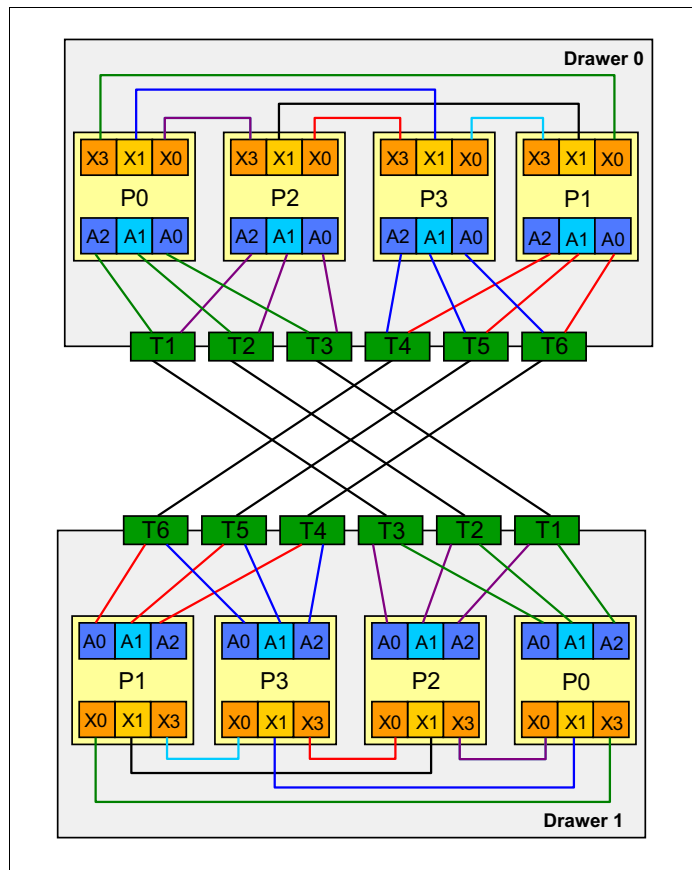 Drawer 0
X3 X1 X0 X3 X1 X0 X3 X1 X0 X3 X1 X0
P0 P2 P3 P1
A2 A1 A0 A2 A1 A0 A2 A1 A0 A2 A1 A0
T1 T2 T3 T4 T5 T6
T6 T5 T4 T3 T2 T1
A0 A1 A2 A0 A1 A2 A0 A1 A2 A0 A1 A2
P1 P3 P2 P0
X0 X1 X3 X0 X1 X3 X0 X1 X3 X0 X1 X3
Drawer 1